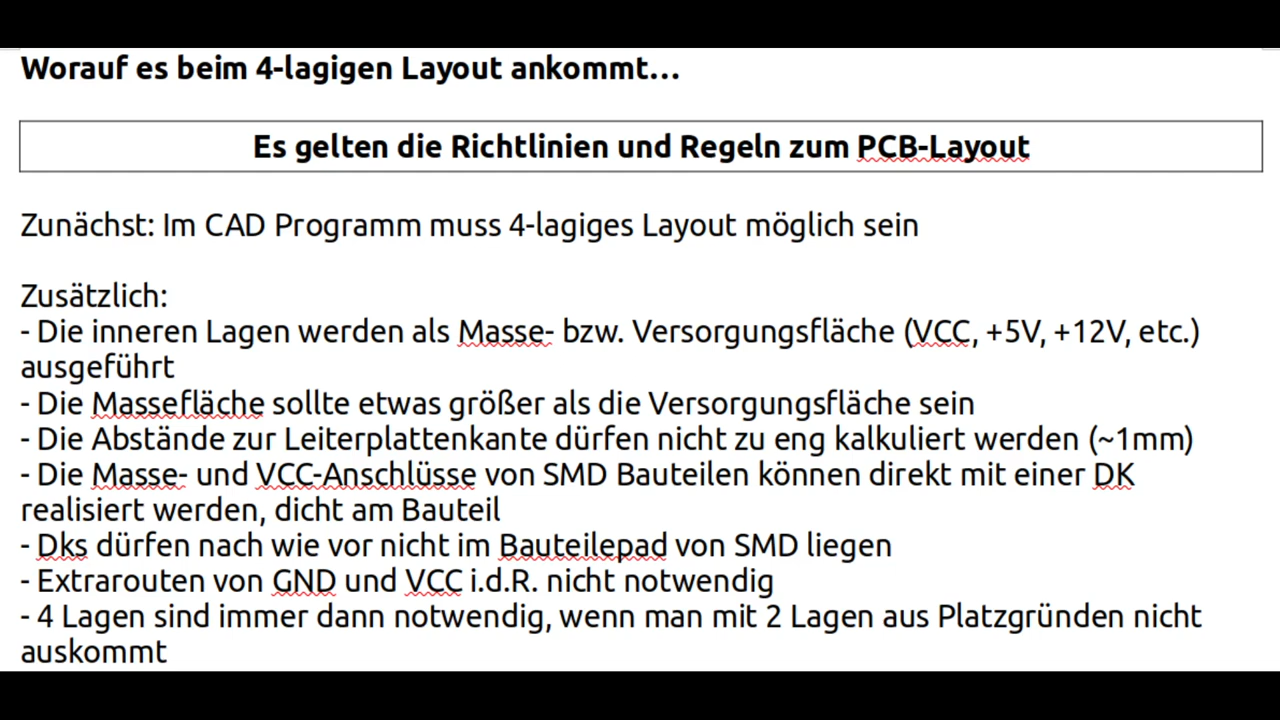 Worauf es beim 4-lagigen Layout ankommt...
Es gelten die Richtlinien und Regeln zum PCB-Layout
Zunächst: Im CAD Programm muss 4-lagiges Layout möglich sein
Zusätzlich:
- Die inneren Lagen werden als Masse- bzw. Versorgungsfläche (VCC, +5V, +12V, etc.)
ausgeführt
- Die Massefläche sollte etwas größer als die Versorgungsfläche sein
- Die Abstände zur Leiterplattenkante dürfen nicht zu eng kalkuliert werden (~1mm)
- Die Masse- und VCC-Anschlüsse von SMD Bauteilen können direkt mit einer DK
realisiert werden, dicht am Bauteil
- Dks dürfen nach wie vor nicht im Bauteilepad von SMD liegen
- Extrarouten von GND und VCC i.d.R. nicht notwendig
- 4 Lagen sind immer dann notwendig, wenn man mit 2 Lagen aus Platzgründen nicht
auskommt